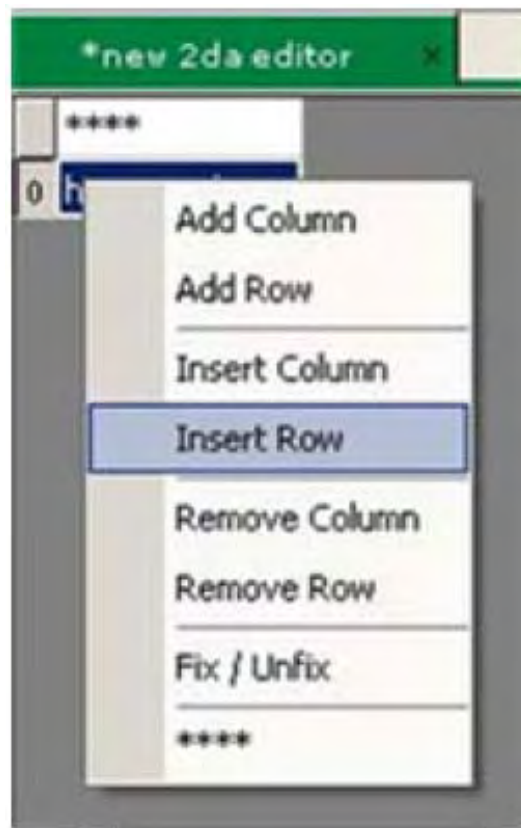 *new 2da editor ×
****
0 h
Add Column
Add Row
Insert Column
Insert Row
Remove Column
Remove Row
Fix / Unfix
****